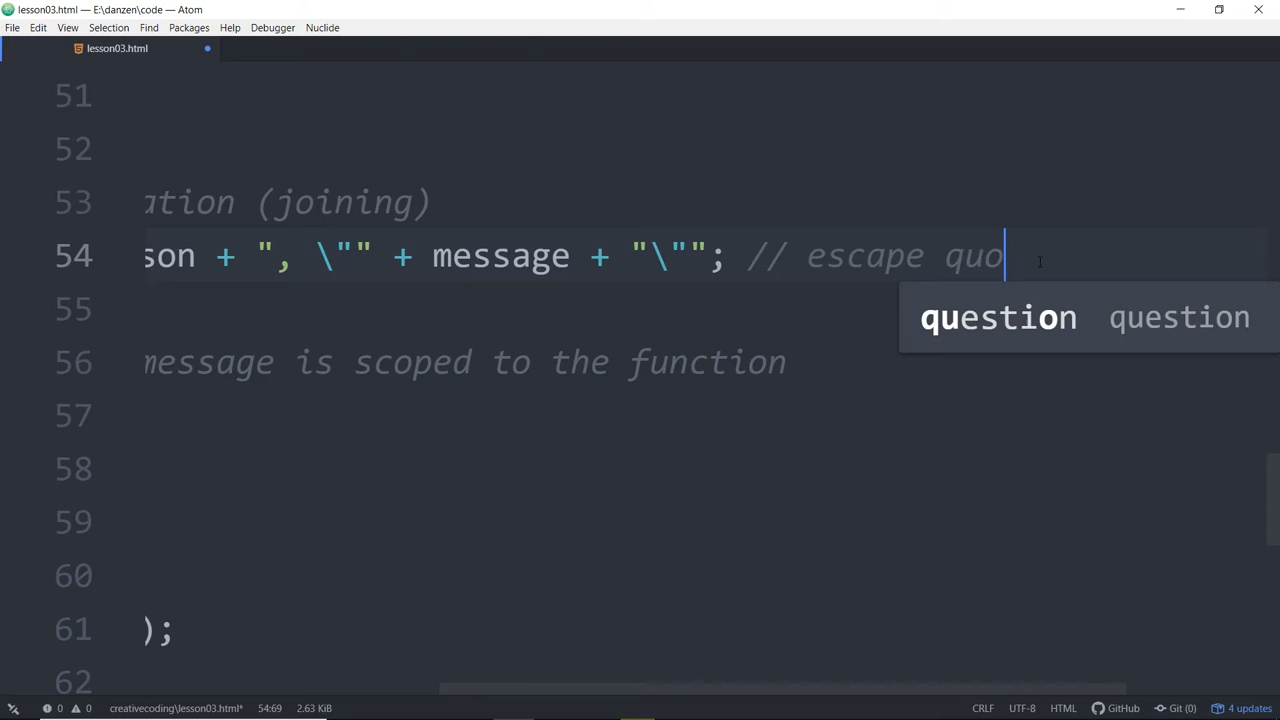 lesson03.html — E:\danzen\code — Atom
File Edit View Selection Find Packages Help Debugger Nuclide
lesson03.html
51
52
53 ation (joining)
54 son + ", \"" + message + "\""; // escape quo
question question
55
56 message is scoped to the function
57
58
59
60
61 );
62
0 0 creativecoding\lesson03.html* 54:69 2.63 KiB CRLF UTF-8 HTML GitHub Git (0) 4 updates